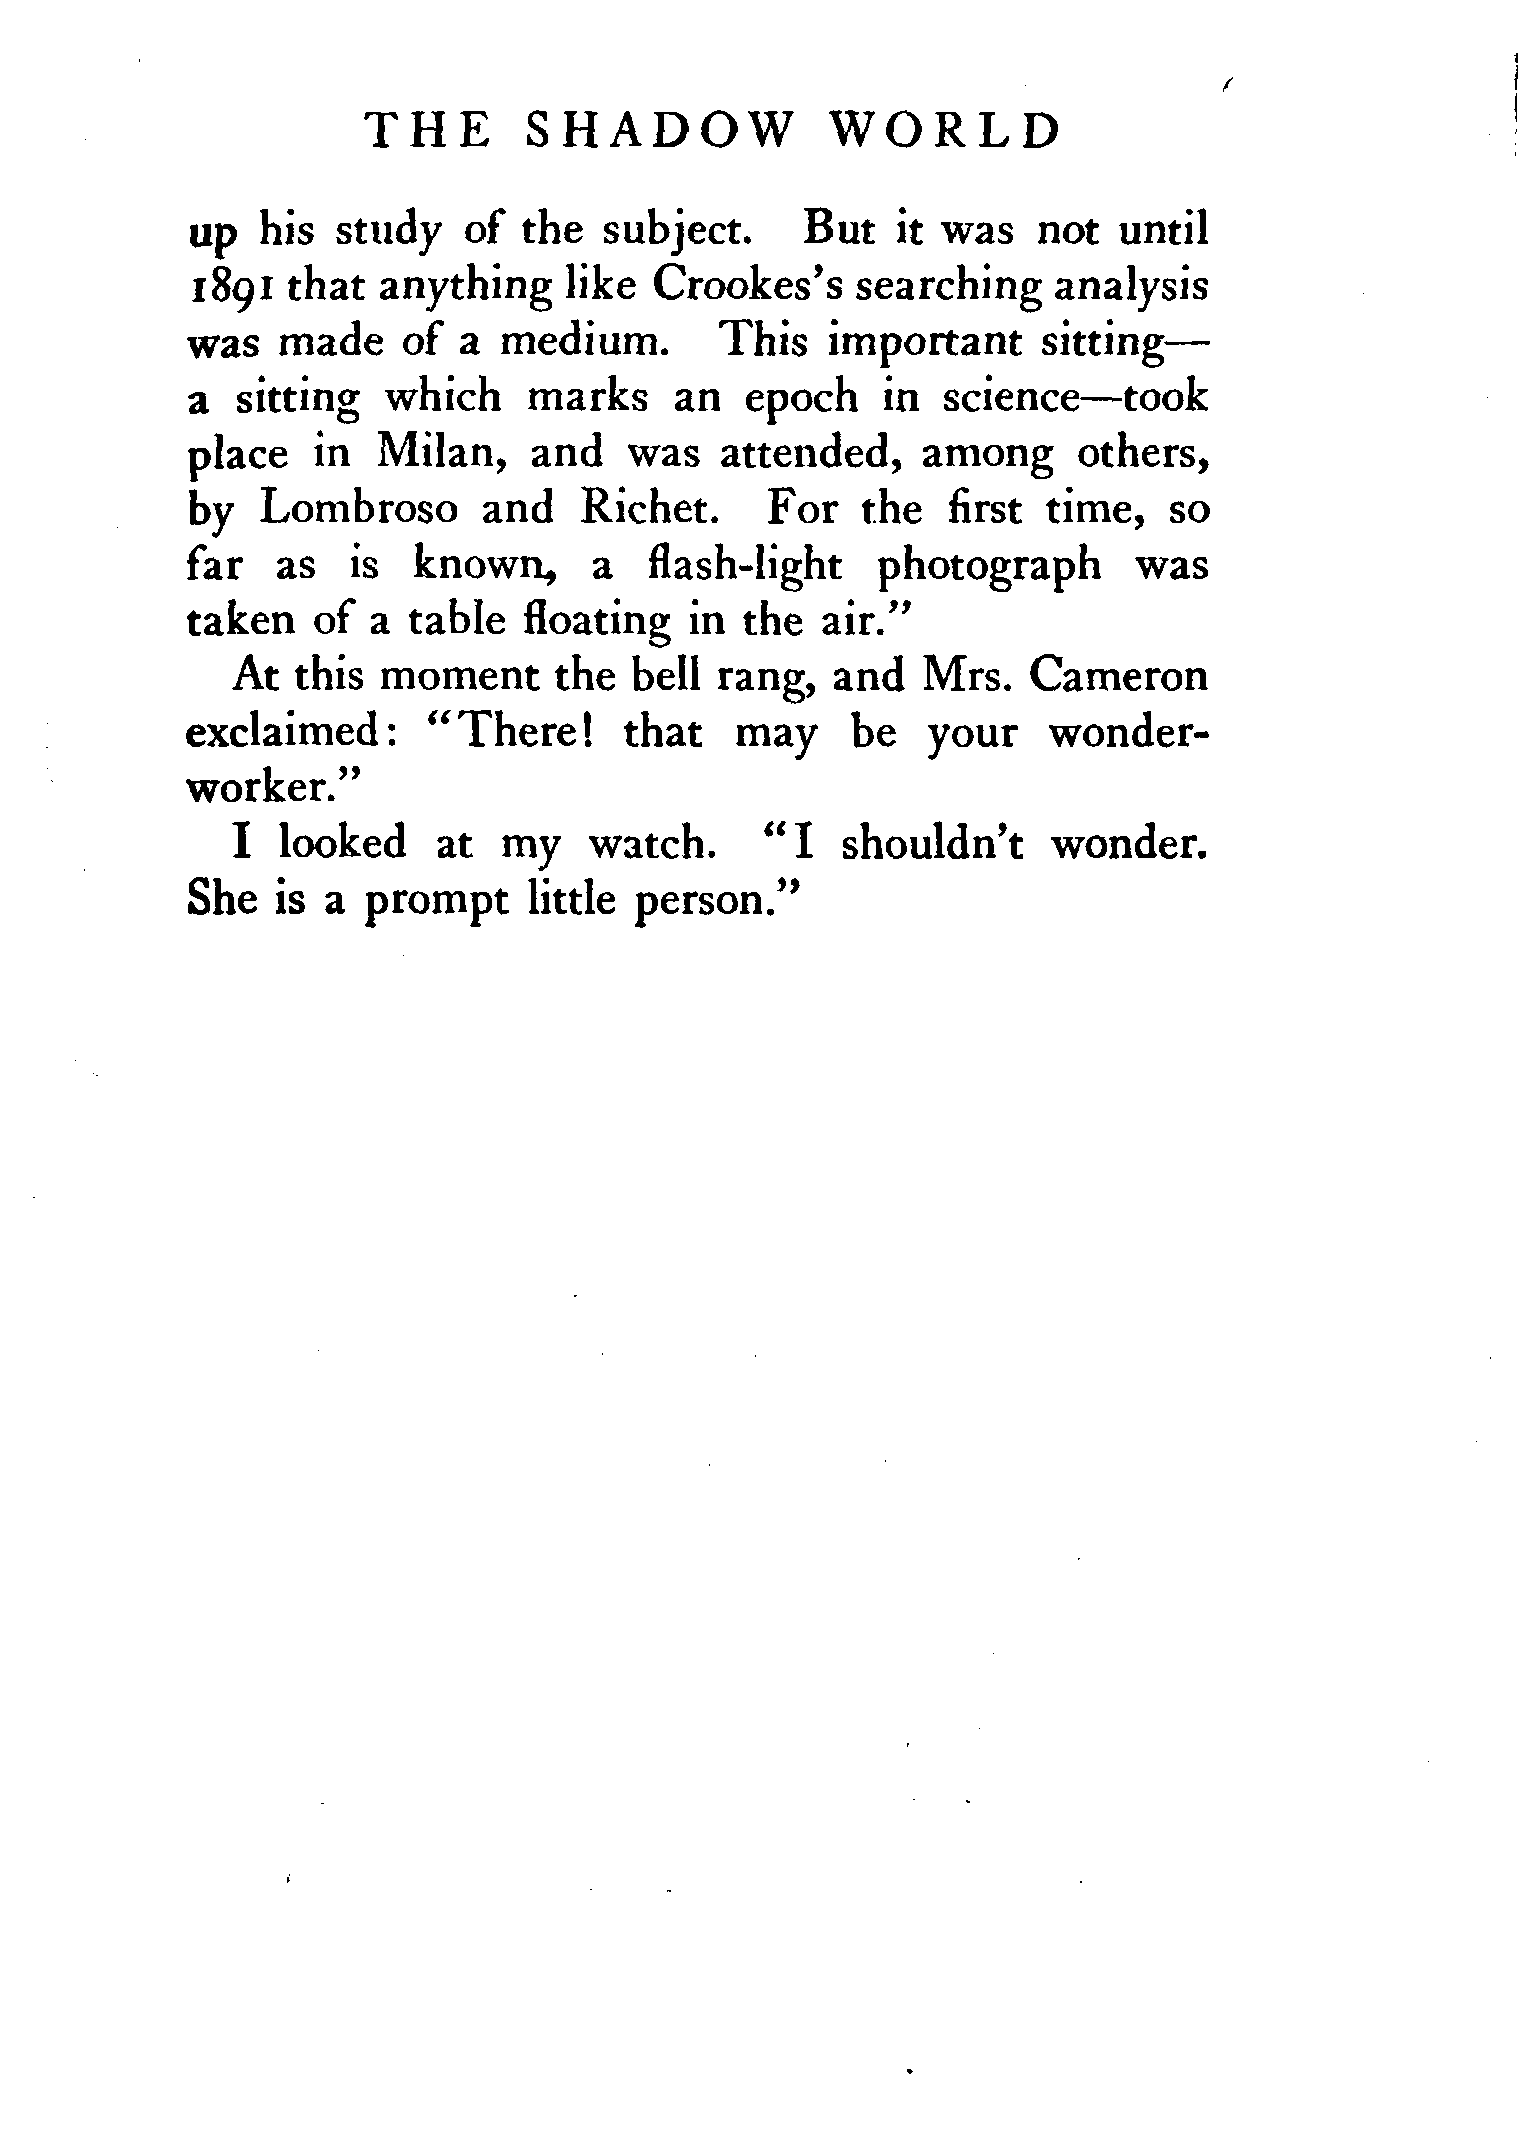 THE SHADOW WORLD
up his study of the subject. But it was not until
1891 that anything like Crookes's searching analysis
was made of a medium. This important sitting—
a sitting which marks an epoch in science—took
place in Milan, and was attended, among others,
by Lombroso and Richet. For the first time, so
far as is known, a flash-light photograph was
taken of a table floating in the air."
At this moment the bell rang, and Mrs. Cameron
exclaimed: "There! that may be your wonder-
worker."
I looked at my watch. "I shouldn't wonder.
She is a prompt little person."